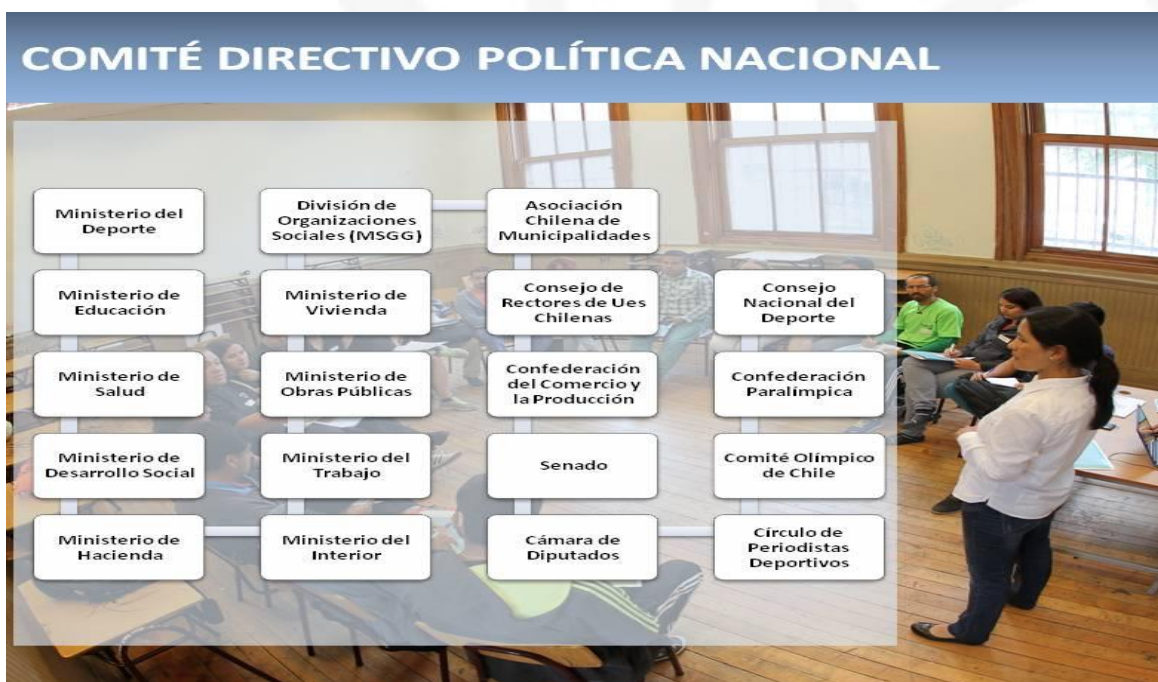 COMITÉ DIRECTIVO POLÍTICA NACIONAL
Ministerio del
Deporte
División de
Organizaciones
Sociales (MSGG)
Asociación
Chilena de
Municipalidades
Ministerio de
Educación
Ministerio de
Vivienda
Consejo de
Rectores de Ues
Chilenas
Consejo
Nacional del
Deporte
Ministerio de
Salud
Ministerio de
Obras Públicas
Confederación
del Comercio y
la Producción
Confederación
Paralímpica
Ministerio de
Desarrollo Social
Ministerio del
Trabajo
Senado
Comité Olímpico
de Chile
Ministerio de
Hacienda
Ministerio del
Interior
Cámara de
Diputados
Círculo de
Periodistas
Deportivos